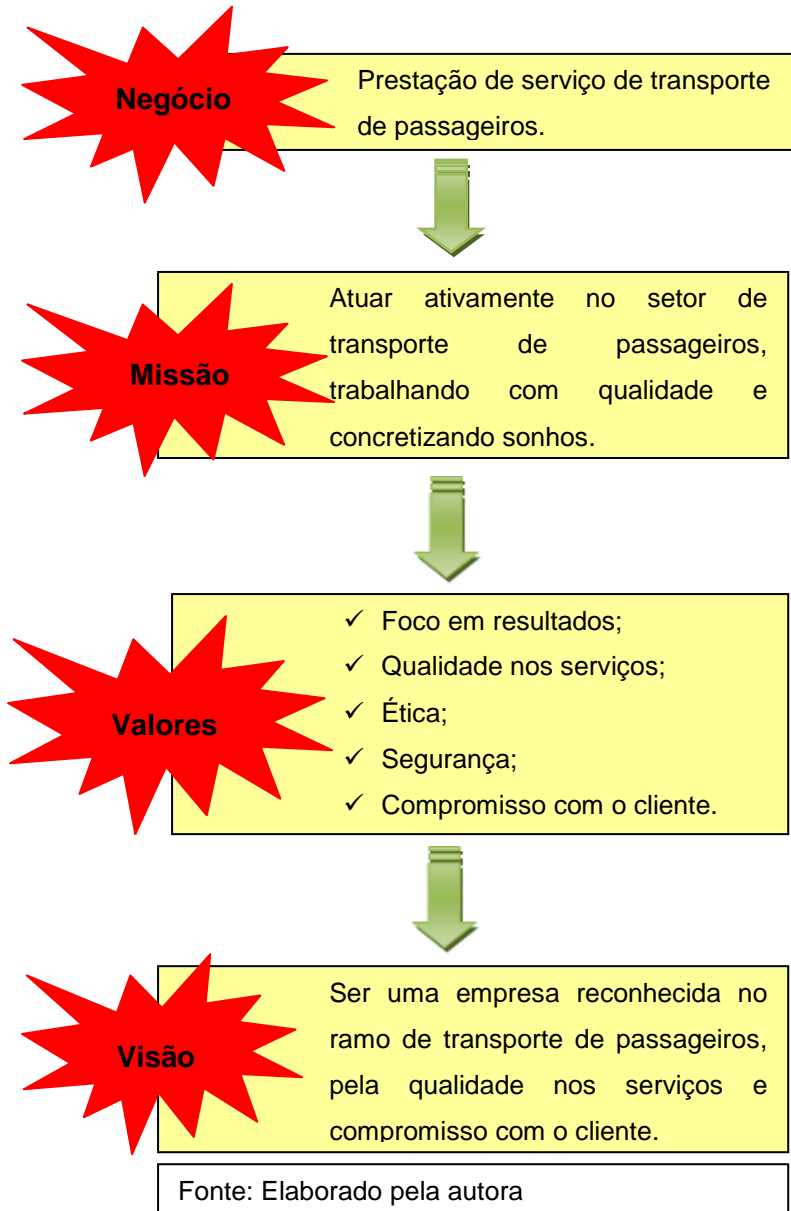 Negócio
Prestação de serviço de transporte
de passageiros.
Missão
Atuar ativamente no setor de
transporte de passageiros,
trabalhando com qualidade e
concretizando sonhos.
Valores
✓ Foco em resultados;
✓ Qualidade nos serviços;
✓ Ética;
✓ Segurança;
✓ Compromisso com o cliente.
Visão
Ser uma empresa reconhecida no
ramo de transporte de passageiros,
pela qualidade nos serviços e
compromisso com o cliente.
Fonte: Elaborado pela autora